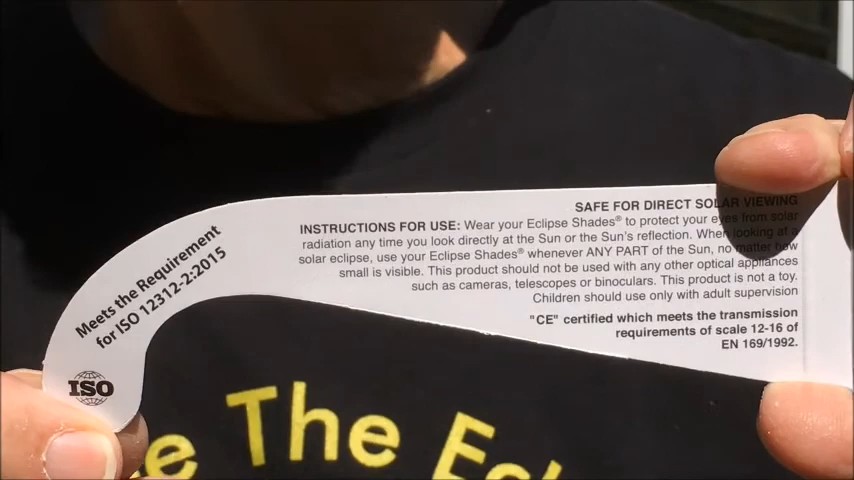 Meets the Requirement
for ISO 12312-2:2015
ISO
SAFE FOR DIRECT SOLAR VIEWING
INSTRUCTIONS FOR USE: Wear your Eclipse Shades® to protect your eyes from solar
radiation any time you look directly at the Sun or the Sun's reflection. When looking at a
solar eclipse, use your Eclipse Shades® whenever ANY PART of the Sun, no matter how
small is visible. This product should not be used with any other optical appliances
such as cameras, telescopes or binoculars. This product is not a toy.
Children should use only with adult supervision
"CE" certified which meets the transmission
requirements of scale 12-16 of
EN 169/1992.
The